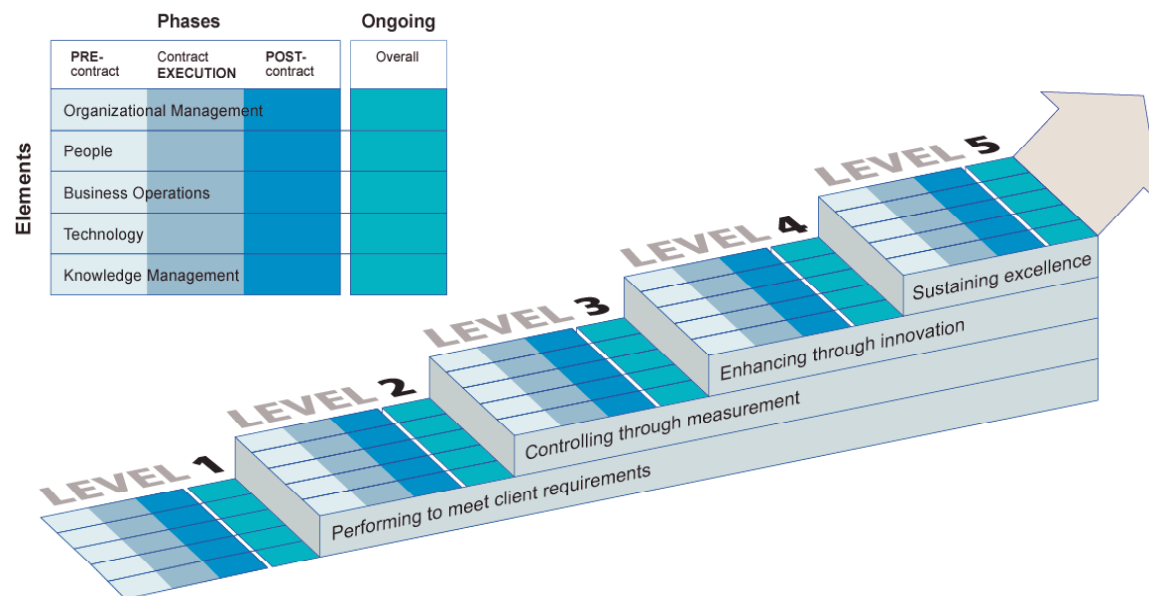 Phases
Ongoing
PRE-
contract
Contract
EXECUTION
POST-
contract
Overall
Elements
Organizational Management
People
Business Operations
Technology
Knowledge Management
LEVEL 5
Sustaining excellence
LEVEL 4
Enhancing through innovation
LEVEL 3
Controlling through measurement
LEVEL 2
Performing to meet client requirements
LEVEL 1